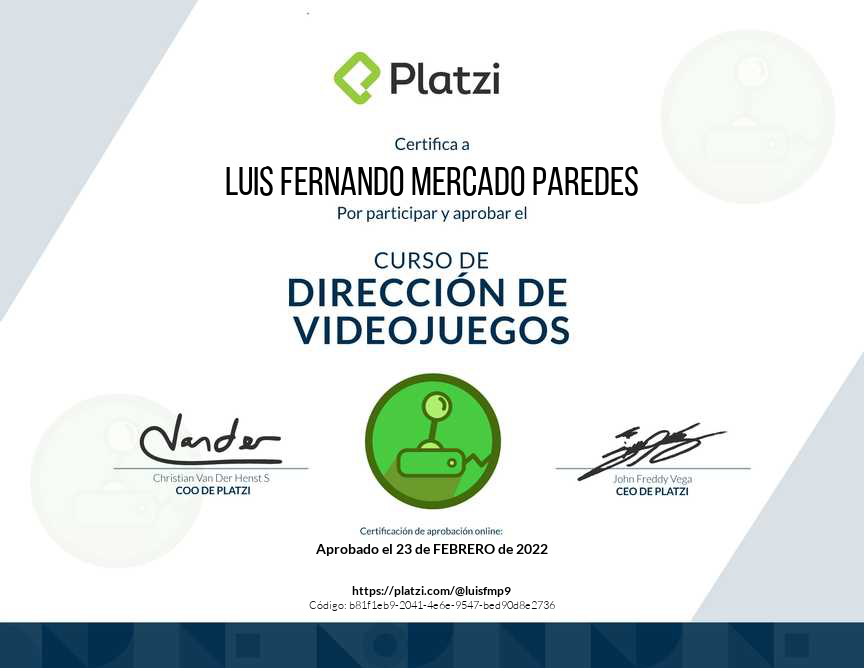 Platzi
Certifica a
LUIS FERNANDO MERCADO PAREDES
Por participar y aprobar el
CURSO DE
DIRECCIÓN DE
VIDEOJUEGOS
Vander
Christian Van Der Henst S
COO DE PLATZI
John Freddy Vega
CEO DE PLATZI
Certificación de aprobación online:
Aprobado el 23 de FEBRERO de 2022
https://platzi.com/@luisfmp9
Código: b81f1eb9-2041-4e6e-9547-bed90d8e2736